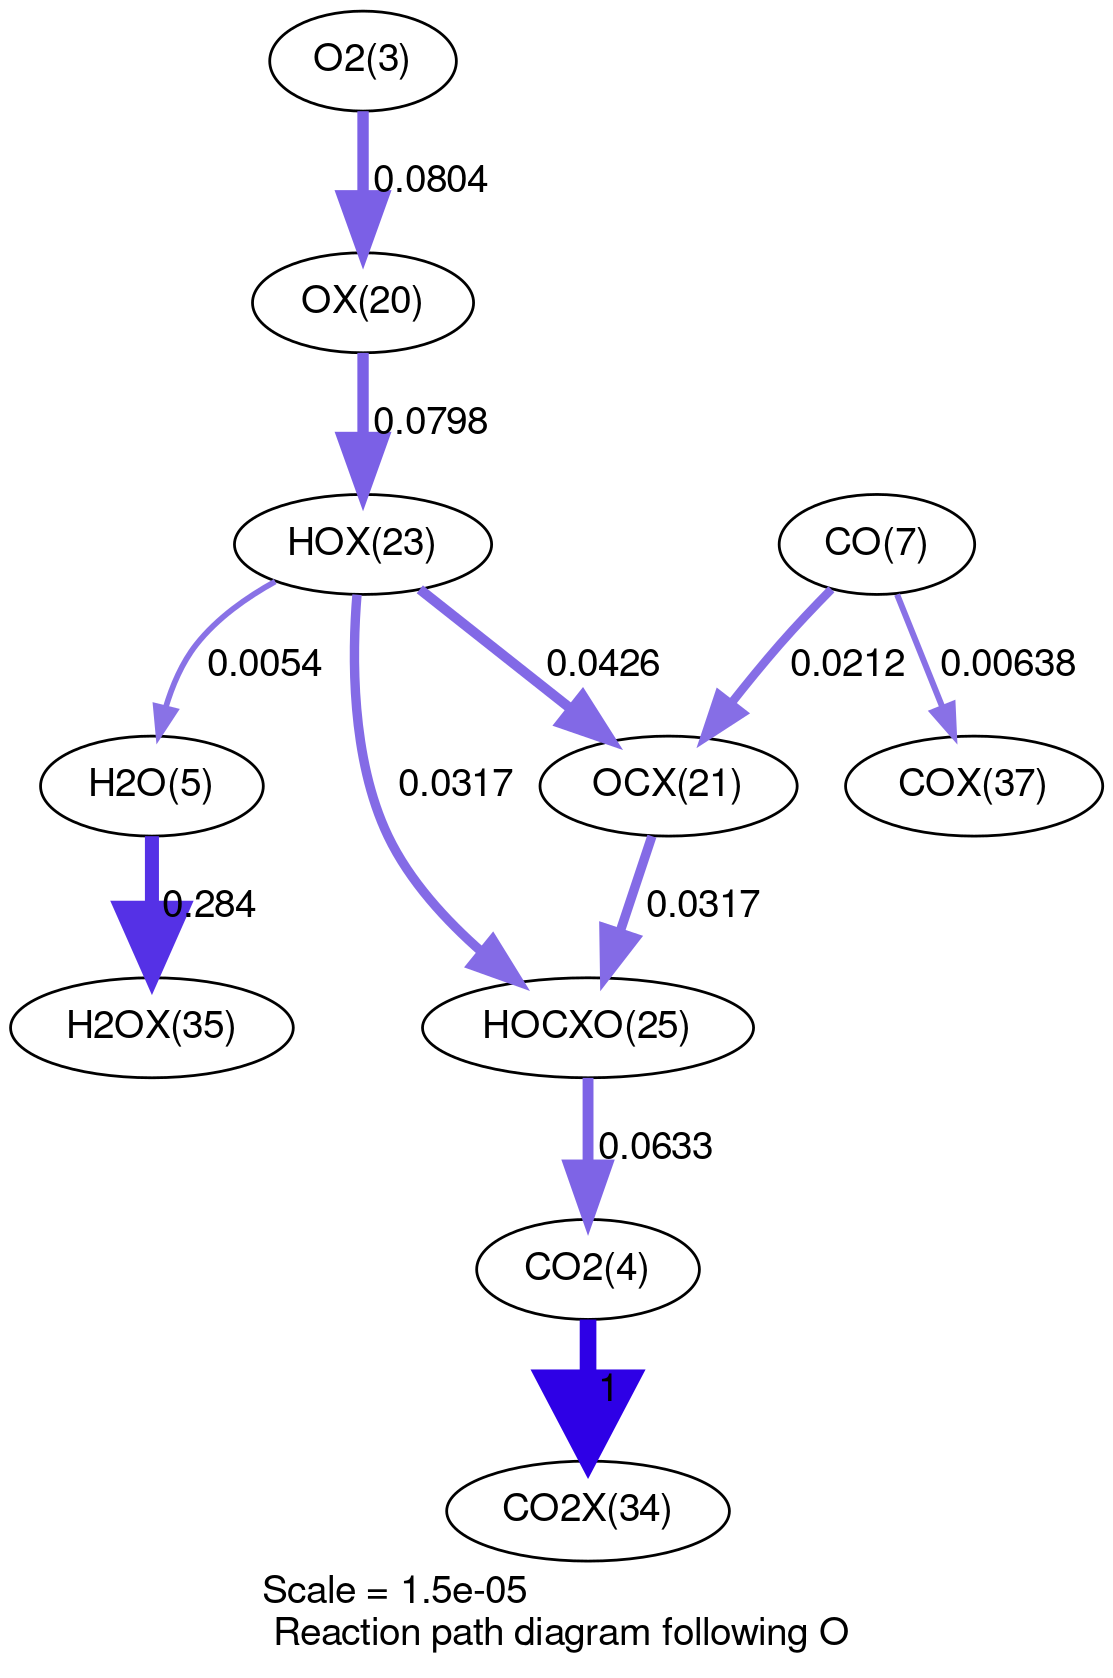 O2(3)
0.0804
OX(20)
0.0798
HOX(23)
CO(7)
0.0054
0.0426
0.0212
0.00638
H2O(5)
0.0317
OCX(21)
COX(37)
0.284
0.0317
H2OX(35)
HOCXO(25)
0.0633
CO2(4)
1
CO2X(34)
Scale = 1.5e-05
Reaction path diagram following O